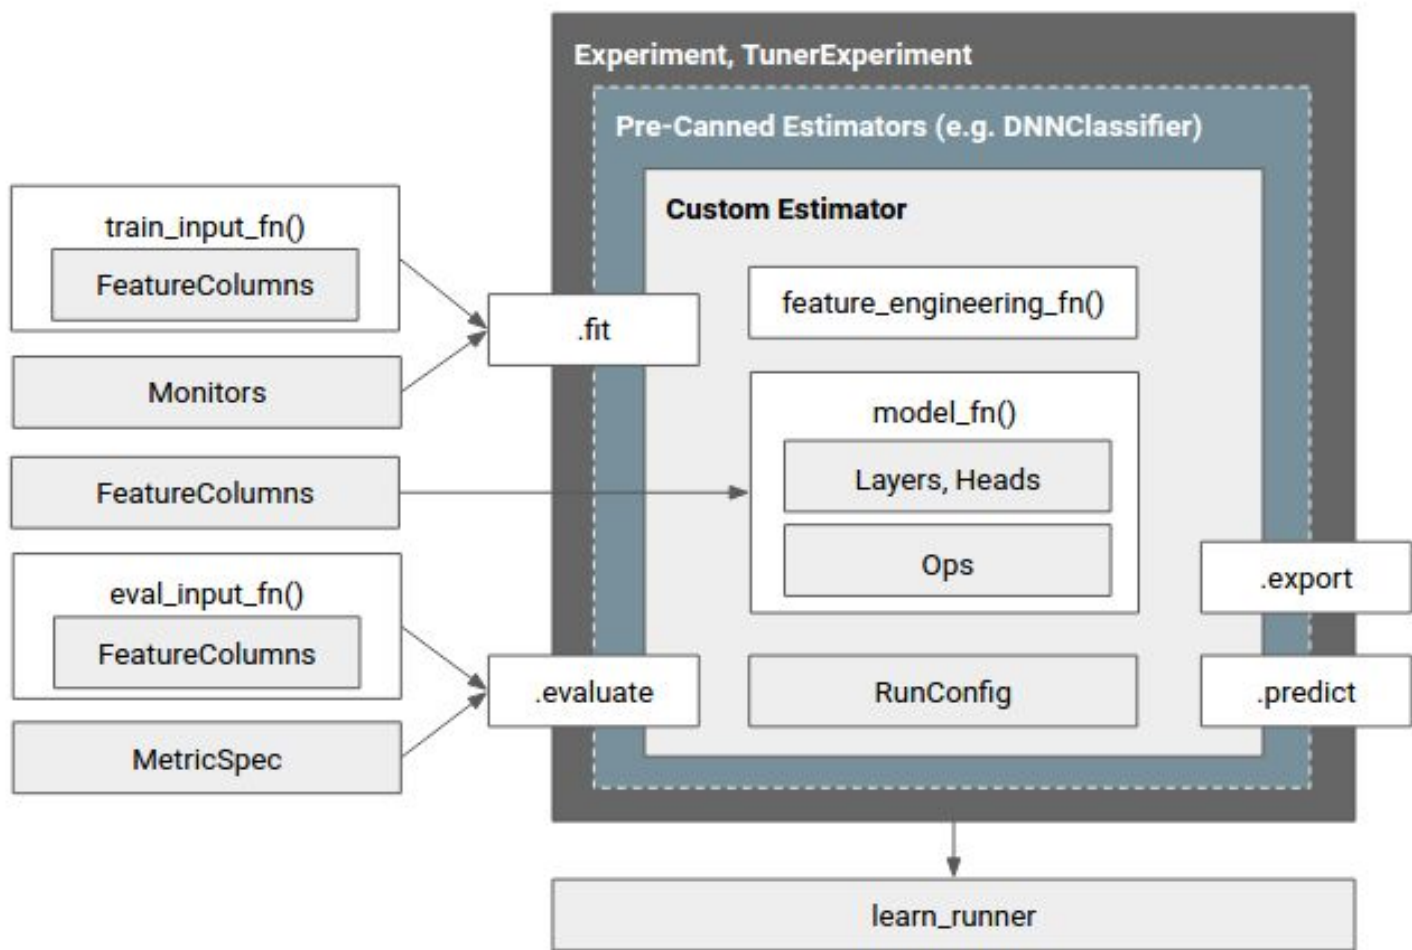 Experiment, TunerExperiment
Pre-Canned Estimators (e.g. DNNClassifier)
Custom Estimator
train_input_fn()
FeatureColumns
Monitors
.fit
feature_engineering_fn()
model_fn()
Layers, Heads
Ops
FeatureColumns
eval_input_fn()
FeatureColumns
MetricSpec
.evaluate
RunConfig
.export
.predict
learn_runner